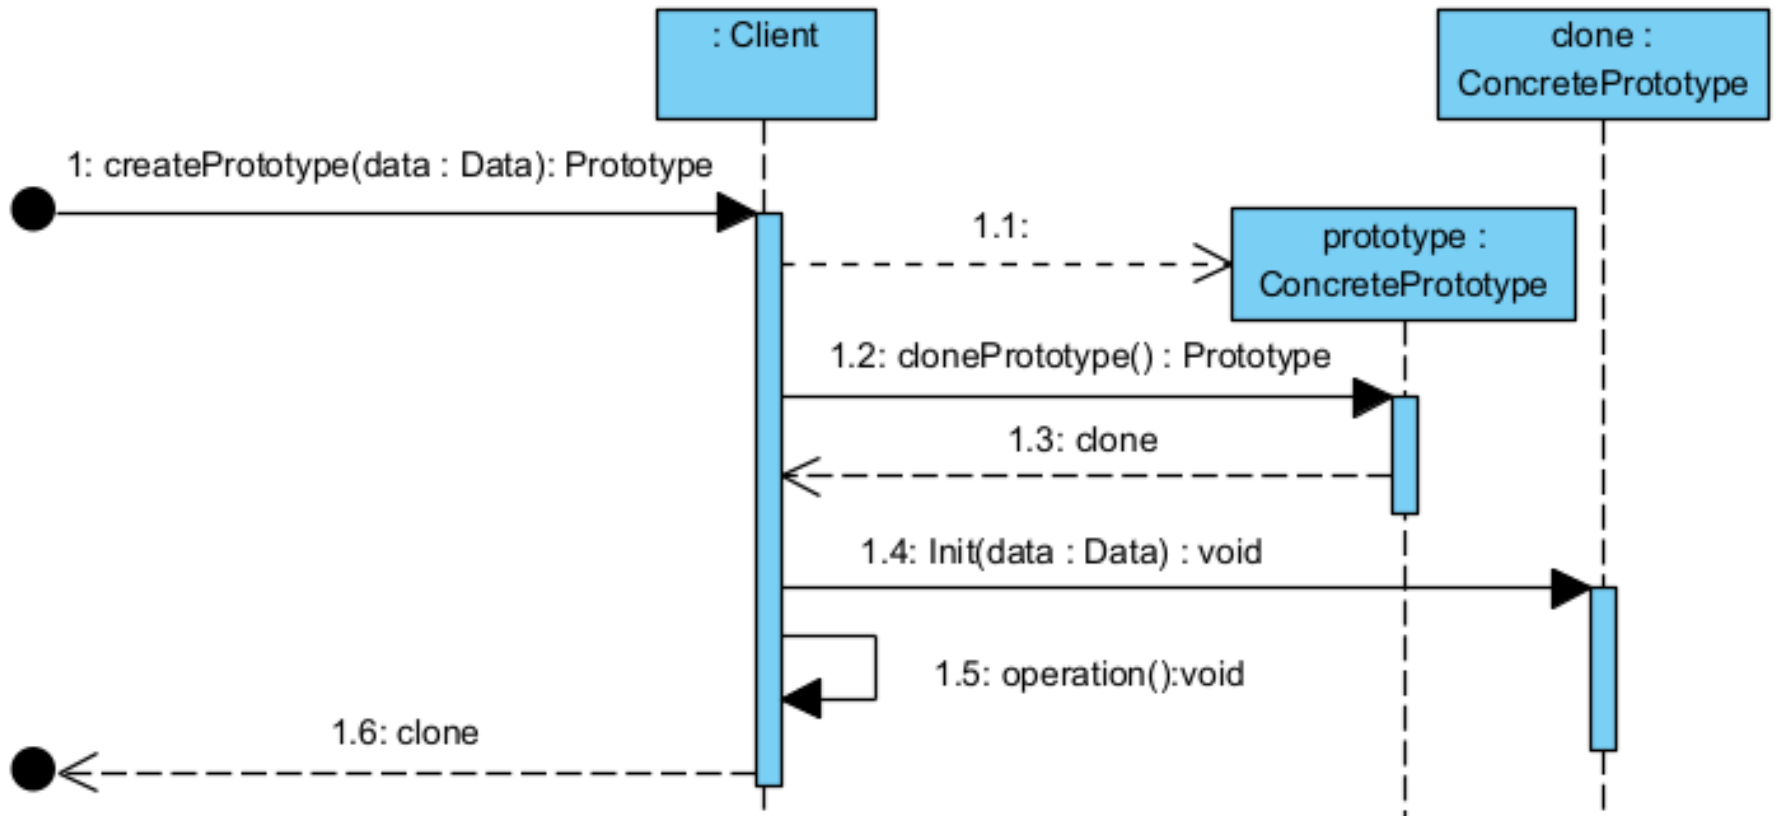 : Client
clone :
ConcretePrototype
1: createPrototype(data : Data): Prototype
1.1:
prototype :
ConcretePrototype
1.2: clonePrototype() : Prototype
1.3: clone
1.4: Init(data : Data) : void
1.5: operation():void
1.6: clone